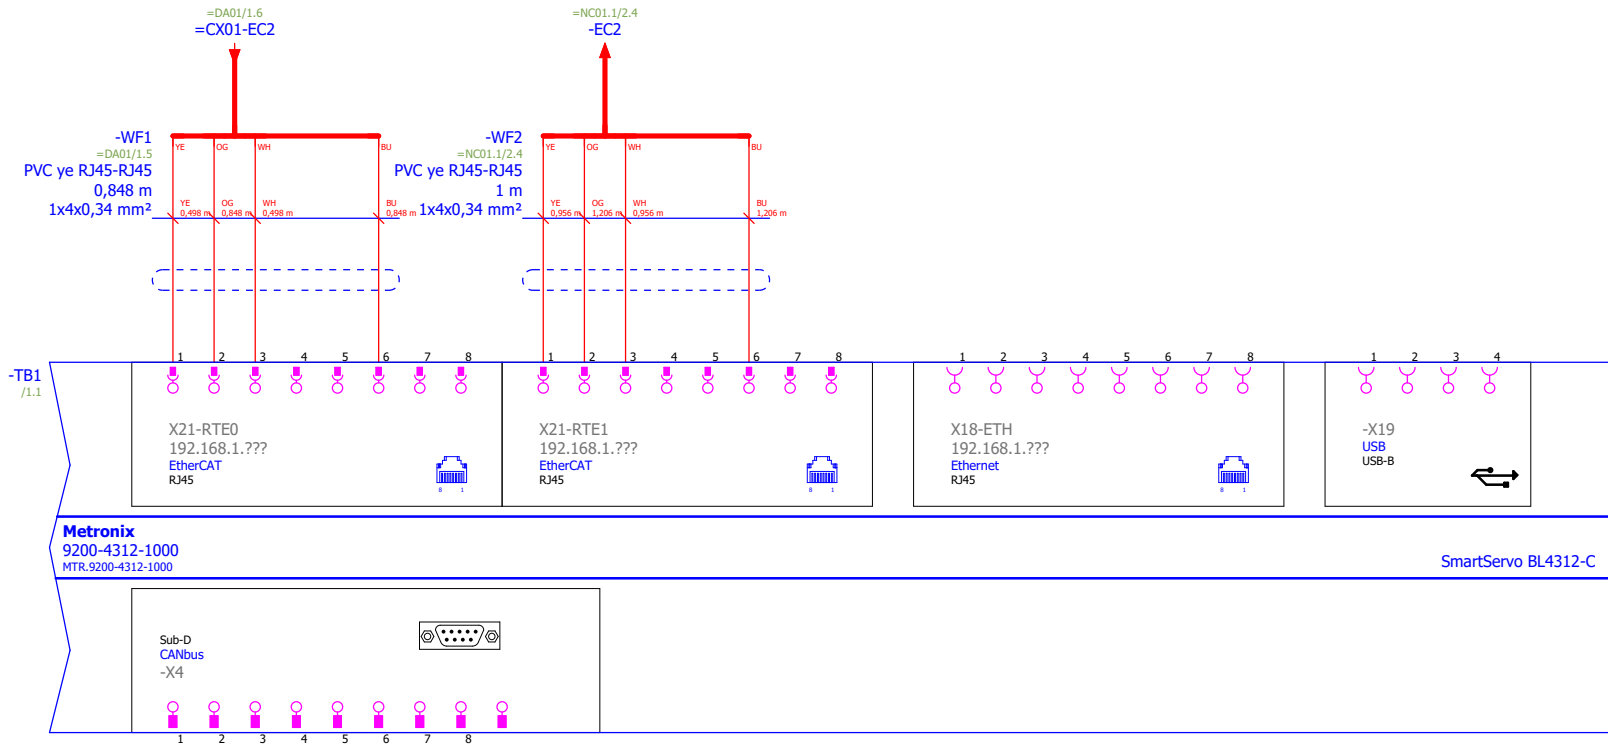 =DA01/1.6
=CX01-EC2
=NC01.1/2.4
-EC2
-WF1
=DA01/1.5
PVC ye RJ45-RJ45
0,848 m
1x4x0,34 mm²
YE OG WH BU
YE OG WH BU
0,498 m 0,848 m 0,498 m 0,848 m
-WF2
=NC01.1/2.4
PVC ye RJ45-RJ45
1 m
1x4x0,34 mm²
YE OG WH BU
YE OG WH BU
0,956 m 1,206 m 0,956 m 1,206 m
-TB1
/1.1
1 2 3 4 5 6 7 8
X21-RTE0
192.168.1.???
EtherCAT
RJ45
8 1
1 2 3 4 5 6 7 8
X21-RTE1
192.168.1.???
EtherCAT
RJ45
8 1
1 2 3 4 5 6 7 8
X18-ETH
192.168.1.???
Ethernet
RJ45
8 1
1 2 3 4
-X19
USB
USB-B
Metronix
9200-4312-1000
MTR.9200-4312-1000
SmartServo BL4312-C
Sub-D
CANbus
-X4
1 2 3 4 5 6 7 8